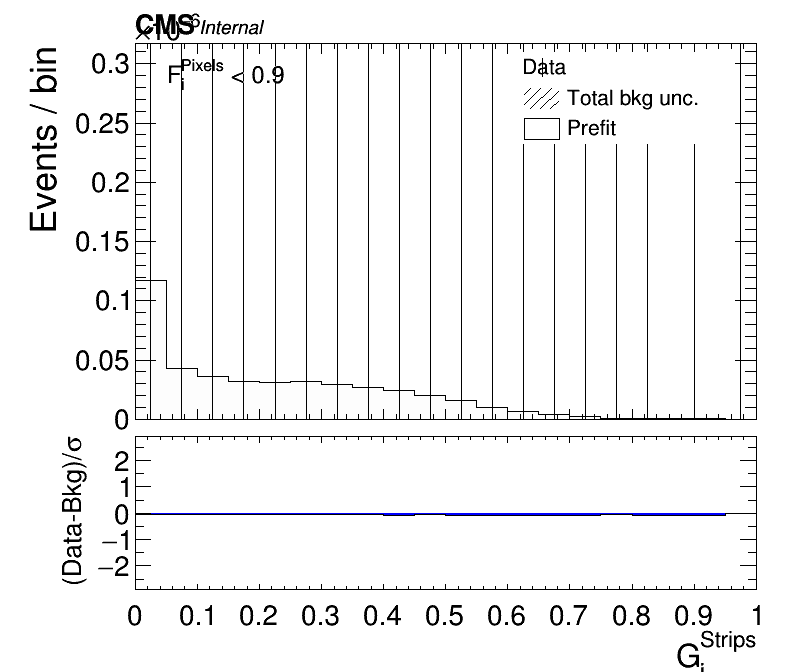 CMS Internal
×10^-6
Events / bin
F_i^Pixels < 0.9
Data
Total bkg unc.
Prefit
0.3
0.25
0.2
0.15
0.1
0.05
0
(Data-Bkg)/σ
2
1
0
−1
−2
0 0.1 0.2 0.3 0.4 0.5 0.6 0.7 0.8 0.9 1
G_i^Strips